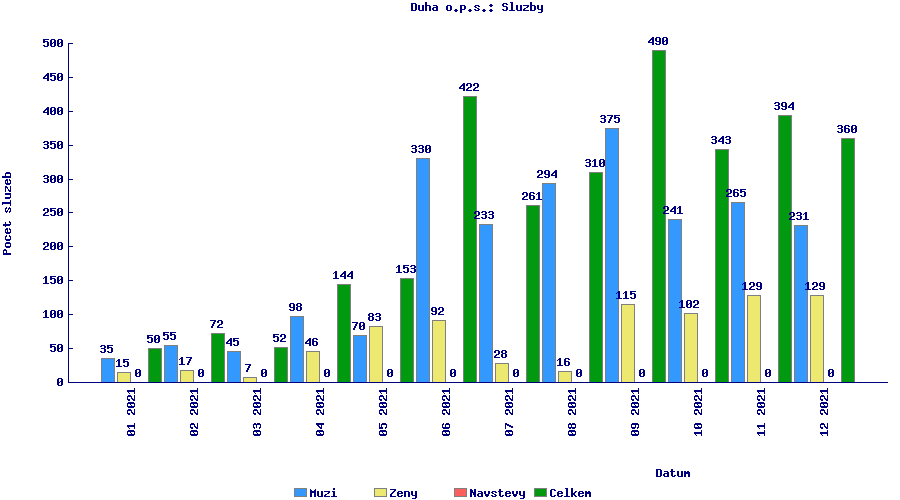 Duha o.p.s.: Sluzby
Pocet sluzeb
500
450
400
350
300
250
200
150
100
50
0
35 15 0 50
55 17 0 72
45 7 0 52
98 46 0 144
70 83 0 153
330 92 0 422
233 28 0 261
294 16 0 310
375 115 0 490
241 102 0 343
265 129 0 394
231 129 0 360
01 2021
02 2021
03 2021
04 2021
05 2021
06 2021
07 2021
08 2021
09 2021
10 2021
11 2021
12 2021
Datum
Muzi Zeny Navstevy Celkem